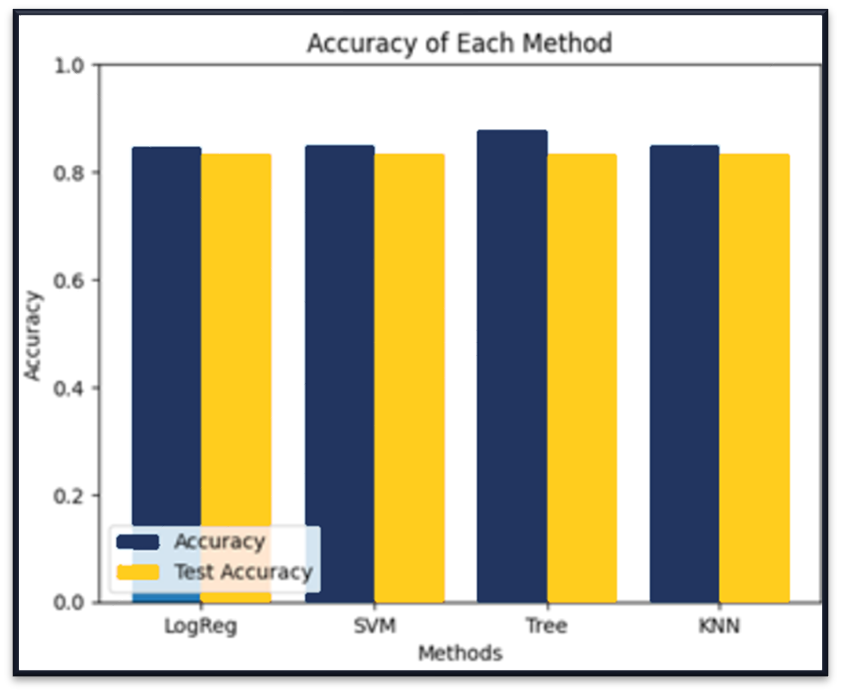 Accuracy of Each Method
1.0
0.8
0.6
0.4
0.2
0.0
Accuracy
Accuracy
Test Accuracy
LogReg SVM Tree KNN
Methods